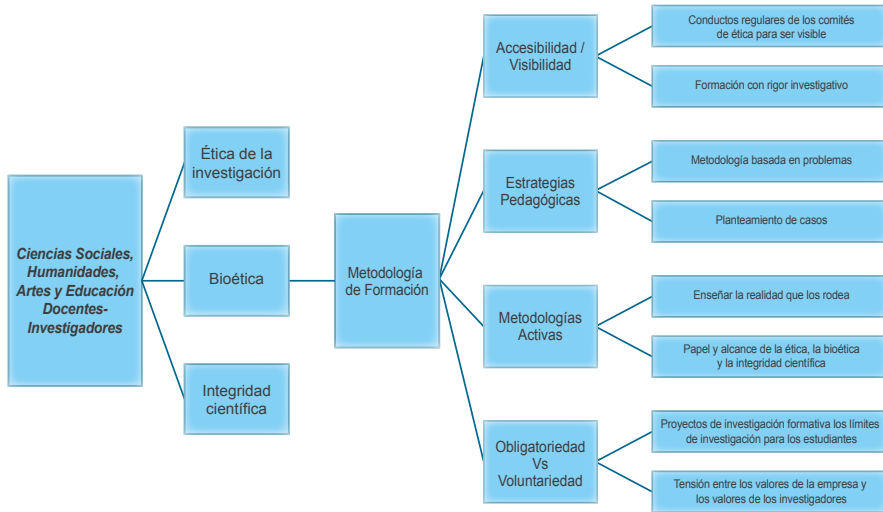 Ciencias Sociales,
Humanidades,
Artes y Educación
Docentes-
Investigadores
Ética de la
investigación
Bioética
Integridad
científica
Metodología
de Formación
Accesibilidad /
Visibilidad
Conductos regulares de los comités
de ética para ser visible
Formación con rigor investigativo
Estrategias
Pedagógicas
Metodología basada en problemas
Planteamiento de casos
Metodologías
Activas
Enseñar la realidad que los rodea
Papel y alcance de la ética, la bioética
y la integridad científica
Obligatoriedad
Vs
Voluntariedad
Proyectos de investigación formativa los límites
de investigación para los estudiantes
Tensión entre los valores de la empresa y
los valores de los investigadores